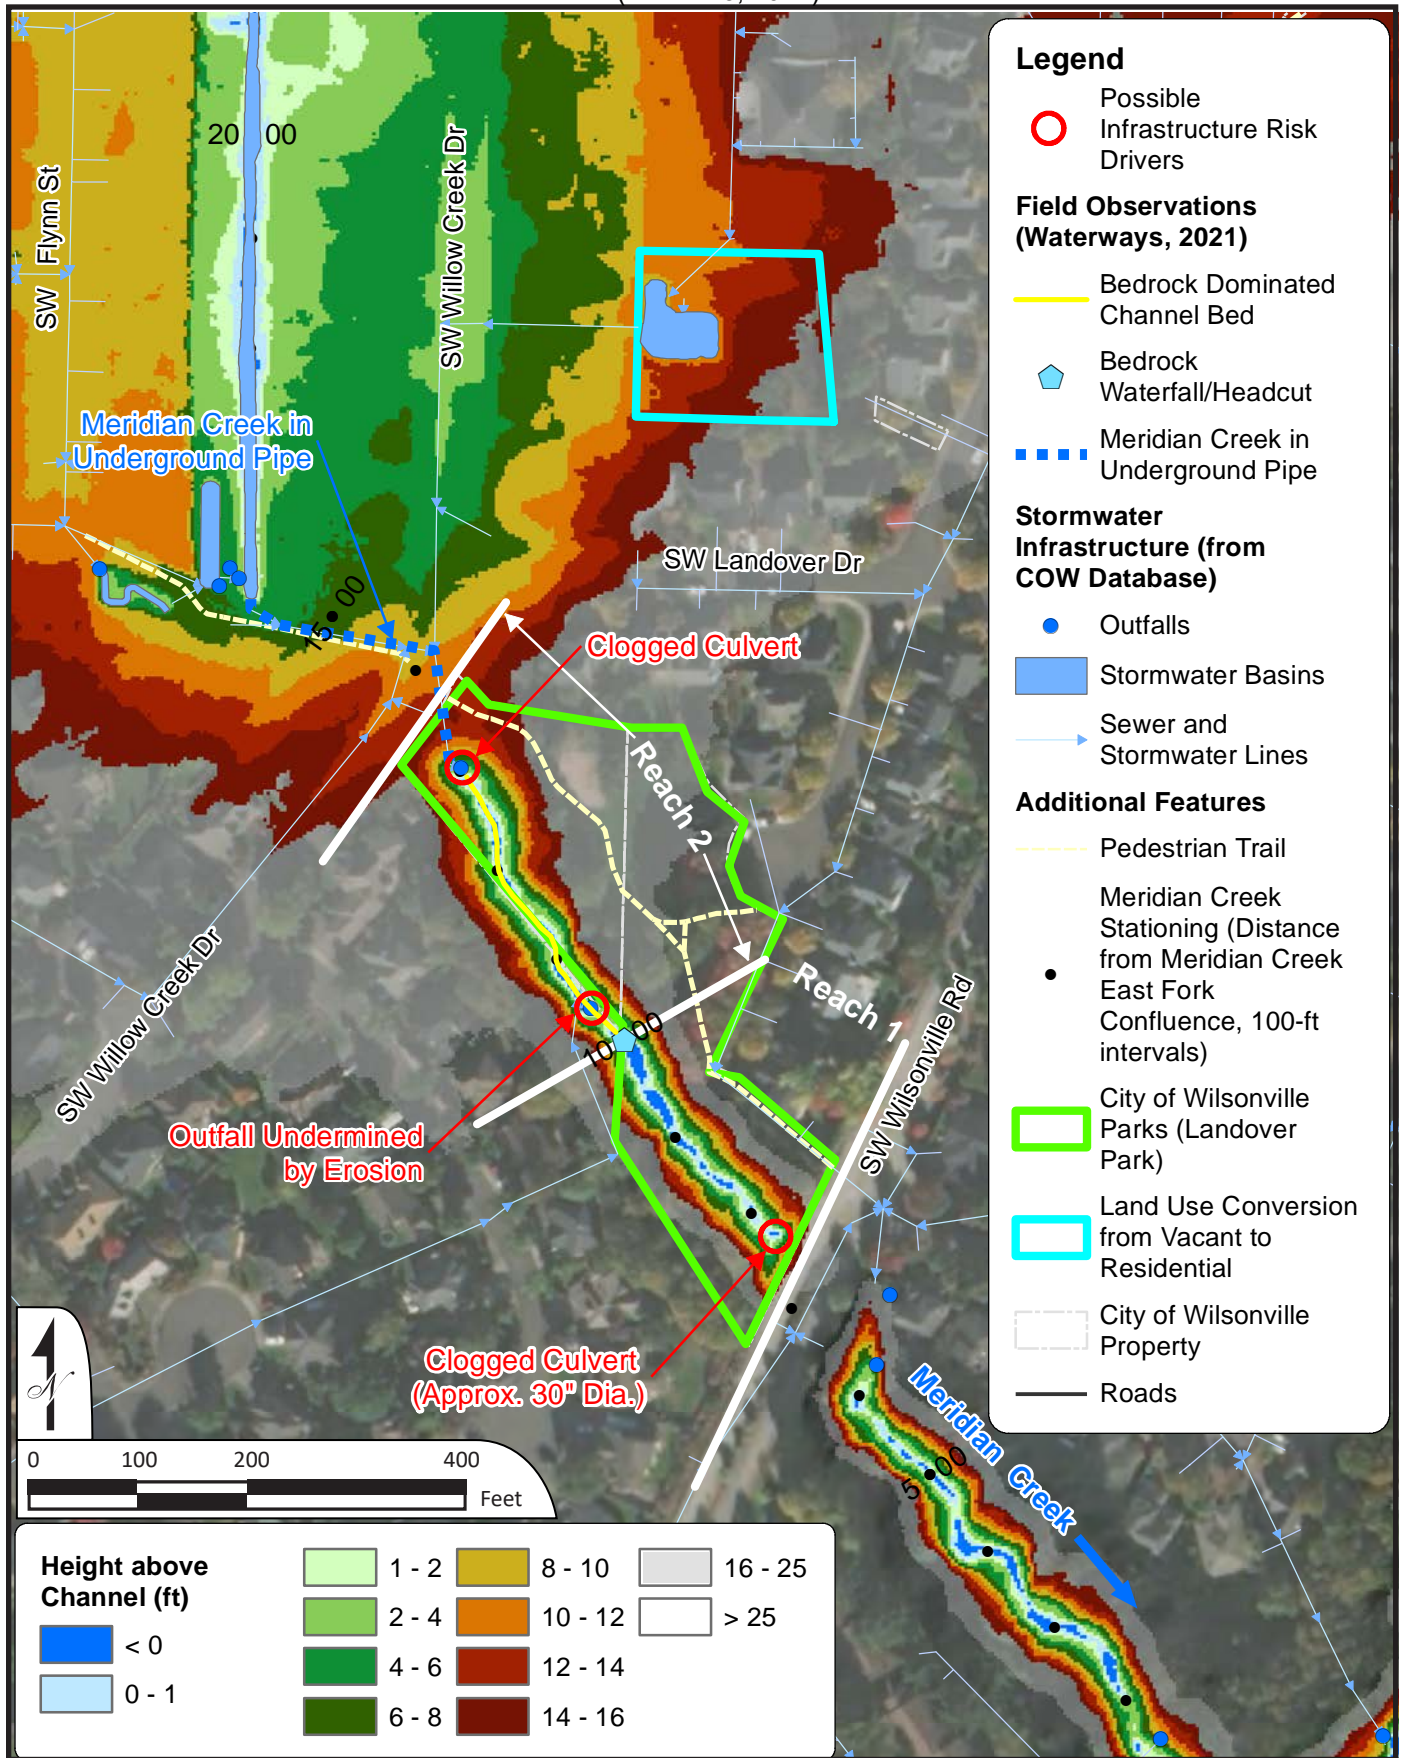 20 00
SW Flynn St
SW Willow Creek Dr
Meridian Creek in
Underground Pipe
15 00
SW Landover Dr
Clogged Culvert
Reach 2
Reach 1
SW Willow Creek Dr
10 00
SW Wilsonville Rd
Outfall Undermined
by Erosion
Clogged Culvert
(Approx. 30" Dia.)
Meridian Creek
5 00
N
0 100 200 400
Feet
Height above
Channel (ft)
< 0
0 - 1
1 - 2
2 - 4
4 - 6
6 - 8
8 - 10
10 - 12
12 - 14
14 - 16
16 - 25
> 25
Legend
Possible
Infrastructure Risk
Drivers
Field Observations
(Waterways, 2021)
Bedrock Dominated
Channel Bed
Bedrock
Waterfall/Headcut
Meridian Creek in
Underground Pipe
Stormwater
Infrastructure (from
COW Database)
Outfalls
Stormwater Basins
Sewer and
Stormwater Lines
Additional Features
Pedestrian Trail
Meridian Creek
Stationing (Distance
from Meridian Creek
East Fork
Confluence, 100-ft
intervals)
City of Wilsonville
Parks (Landover
Park)
Land Use Conversion
from Vacant to
Residential
City of Wilsonville
Property
Roads